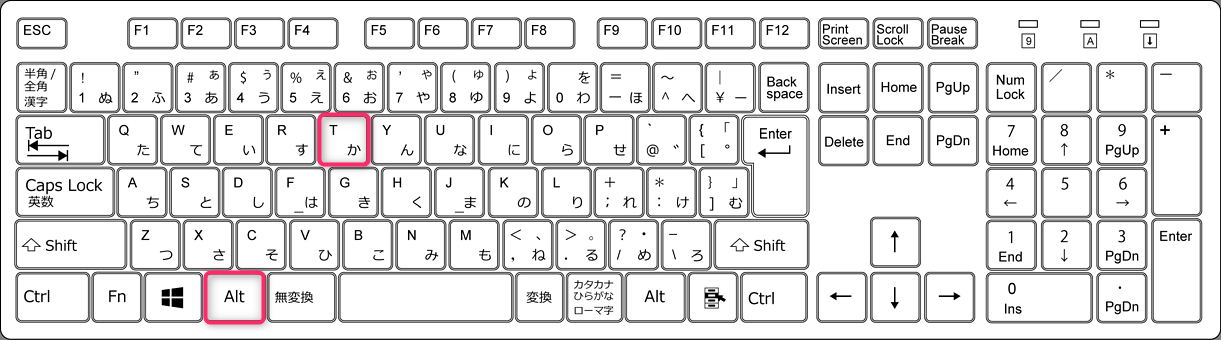 ESC F1 F2 F3 F4 F5 F6 F7 F8 F9 F10 F11 F12 Print Screen Scroll Lock Pause Break 9 A ↓
半角/全角 漢字 ! 1 ぬ " 2 ふ # ぁ 3 あ $ ぅ 4 う % ぇ 5 え & ぉ 6 お ' ゃ 7 や ( ゅ 8 ゆ ) ょ 9 よ を 0 わ = ー ほ ～ ^ へ | ¥ ー Back space Insert Home PgUp Num Lock ／ * －
Tab Q た W て E い R す T か Y ん U な I に O ら P せ ` @ ゛ { 「 [ ゜ Enter Delete End PgDn 7 Home 8 ↑ 9 PgUp +
Caps Lock 英数 A ち S と D し F _は G き H く J _ま K の L り + ; れ * : け } 」 ] む 4 ← 5 6 →
Shift Z つ X さ C そ V ひ B こ N み M も < 、 , ね > 。 . る ? ・ / め _ \ ろ Shift ↑ 1 End 2 ↓ 3 PgDn Enter
Ctrl Fn Alt 無変換 変換 カタカナ ひらがな ローマ字 Alt Ctrl ← ↓ → 0 Ins . PgDn